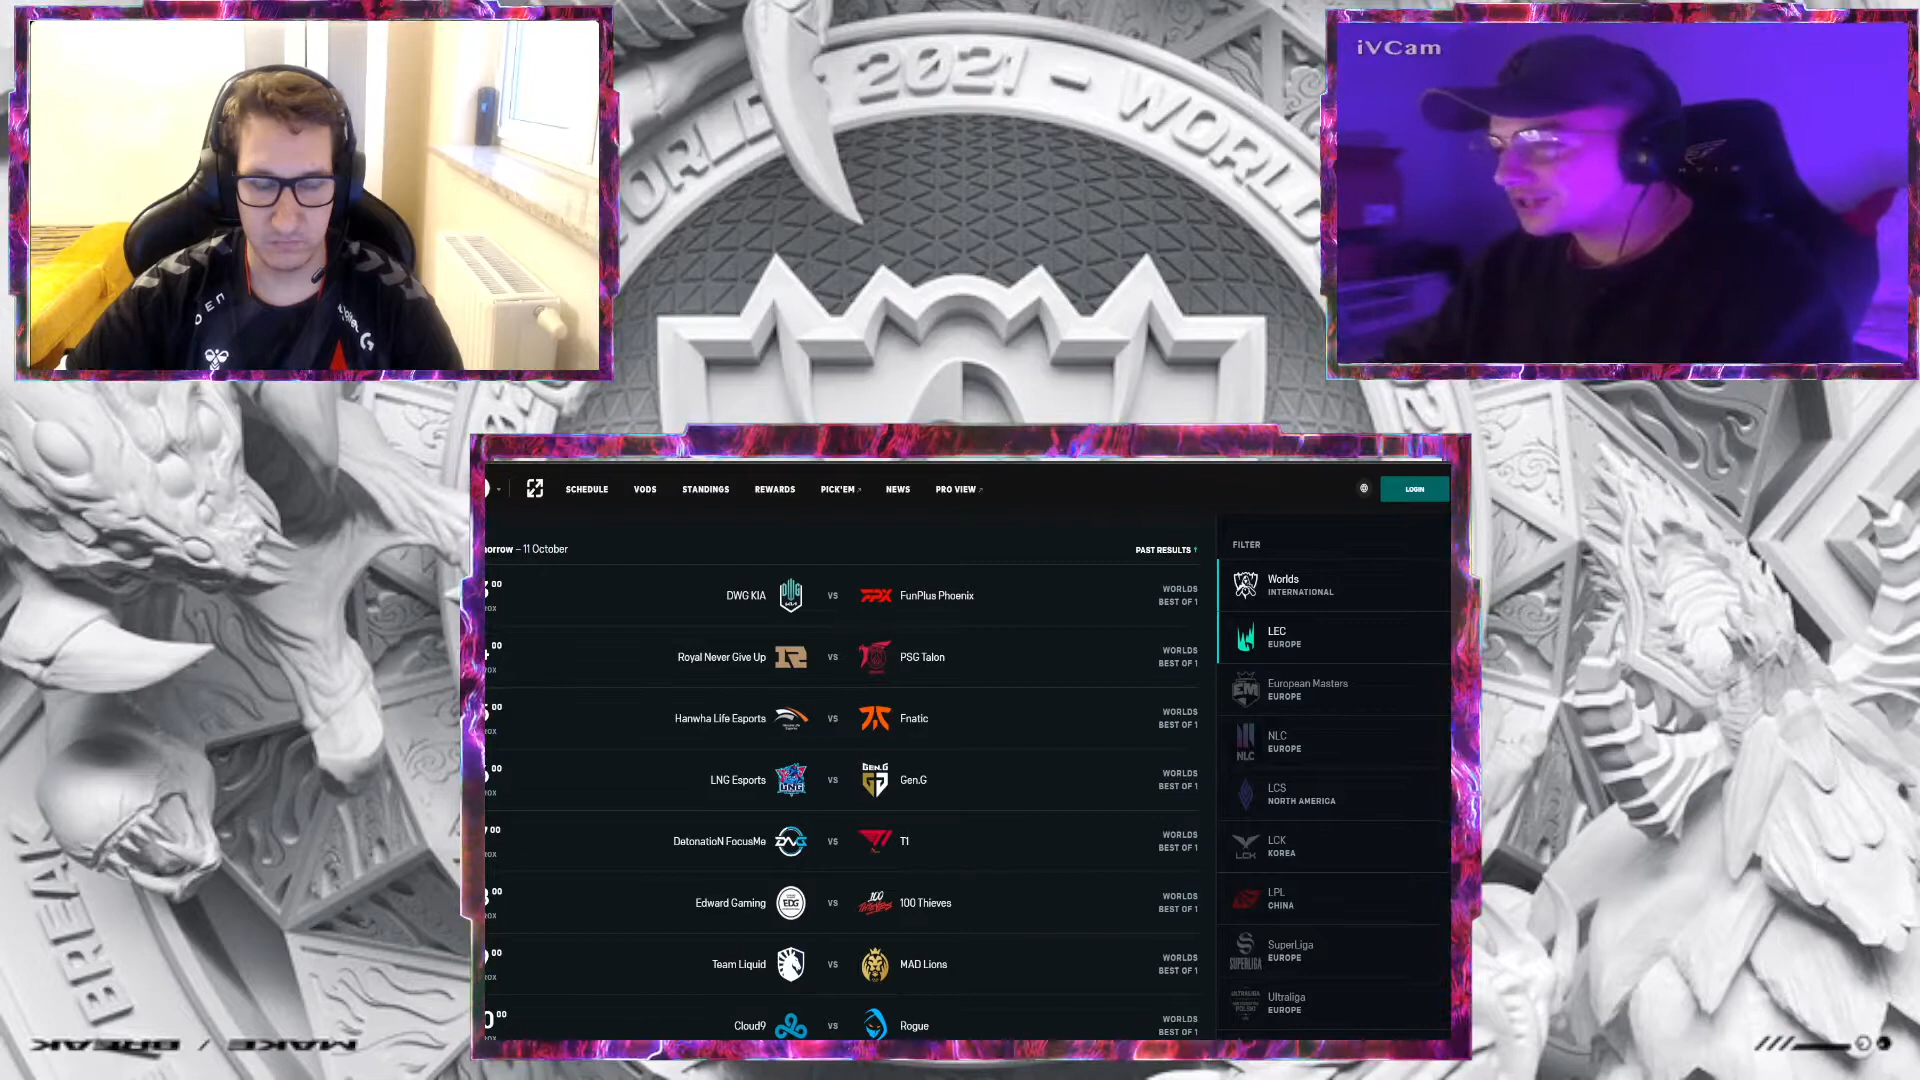 iVCam
WORLDS 2021 – WORLDS
SCHEDULE
VODS
STANDINGS
REWARDS
PICK'EM
NEWS
PRO VIEW
LOGIN
orrow – 11 October
PAST RESULTS ↑
FILTER
DWG KIA VS FunPlus Phoenix
WORLDS
BEST OF 1
Royal Never Give Up VS PSG Talon
WORLDS
BEST OF 1
Hanwha Life Esports VS Fnatic
WORLDS
BEST OF 1
LNG Esports VS Gen.G
WORLDS
BEST OF 1
DetonatioN FocusMe VS T1
WORLDS
BEST OF 1
Edward Gaming VS 100 Thieves
WORLDS
BEST OF 1
Team Liquid VS MAD Lions
WORLDS
BEST OF 1
Cloud9 VS Rogue
WORLDS
BEST OF 1
Worlds
INTERNATIONAL
LEC
EUROPE
European Masters
EUROPE
NLC
EUROPE
LCS
NORTH AMERICA
LCK
KOREA
LPL
CHINA
SuperLiga
EUROPE
Ultraliga
EUROPE
MAKE / BREAK